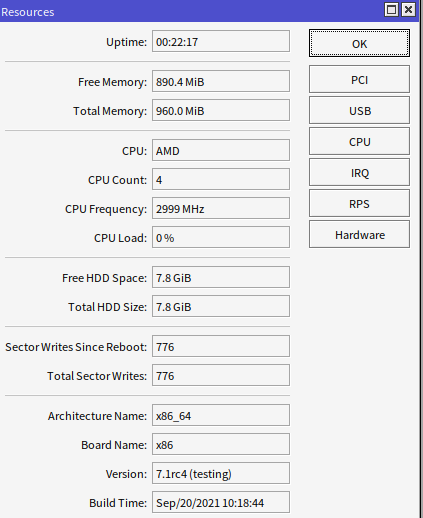 Resources
Uptime: 00:22:17
OK
Free Memory: 890.4 MiB
PCI
Total Memory: 960.0 MiB
USB
CPU: AMD
CPU
CPU Count: 4
IRQ
CPU Frequency: 2999 MHz
RPS
CPU Load: 0 %
Hardware
Free HDD Space: 7.8 GiB
Total HDD Size: 7.8 GiB
Sector Writes Since Reboot: 776
Total Sector Writes: 776
Architecture Name: x86_64
Board Name: x86
Version: 7.1rc4 (testing)
Build Time: Sep/20/2021 10:18:44